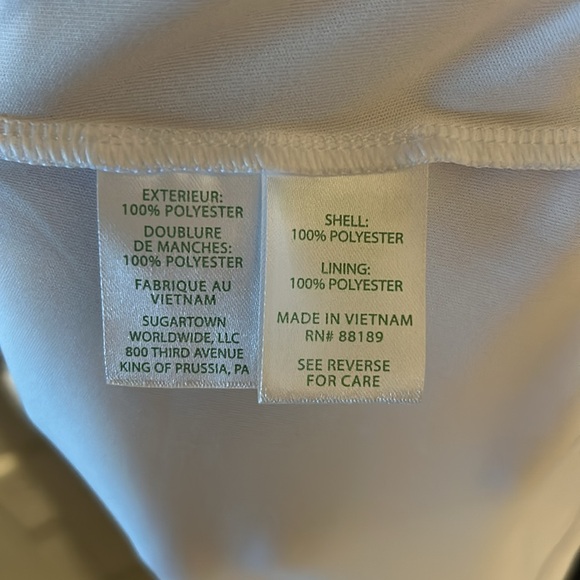 EXTERIEUR:
100% POLYESTER
DOUBLURE
DE MANCHES:
100% POLYESTER
FABRIQUE AU
VIETNAM
SUGARTOWN
WORLDWIDE, LLC
800 THIRD AVENUE
KING OF PRUSSIA, PA
SHELL:
100% POLYESTER
LINING:
100% POLYESTER
MADE IN VIETNAM
RN# 88189
SEE REVERSE
FOR CARE